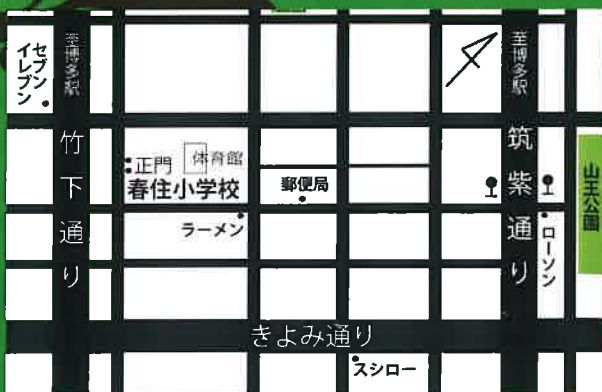 セブン
イレブン
至博多駅
至博多駅
竹下通り
正門
体育館
春住小学校
郵便局
筑紫通り
山王公園
ラーメン
ローソン
きよみ通り
スシロー